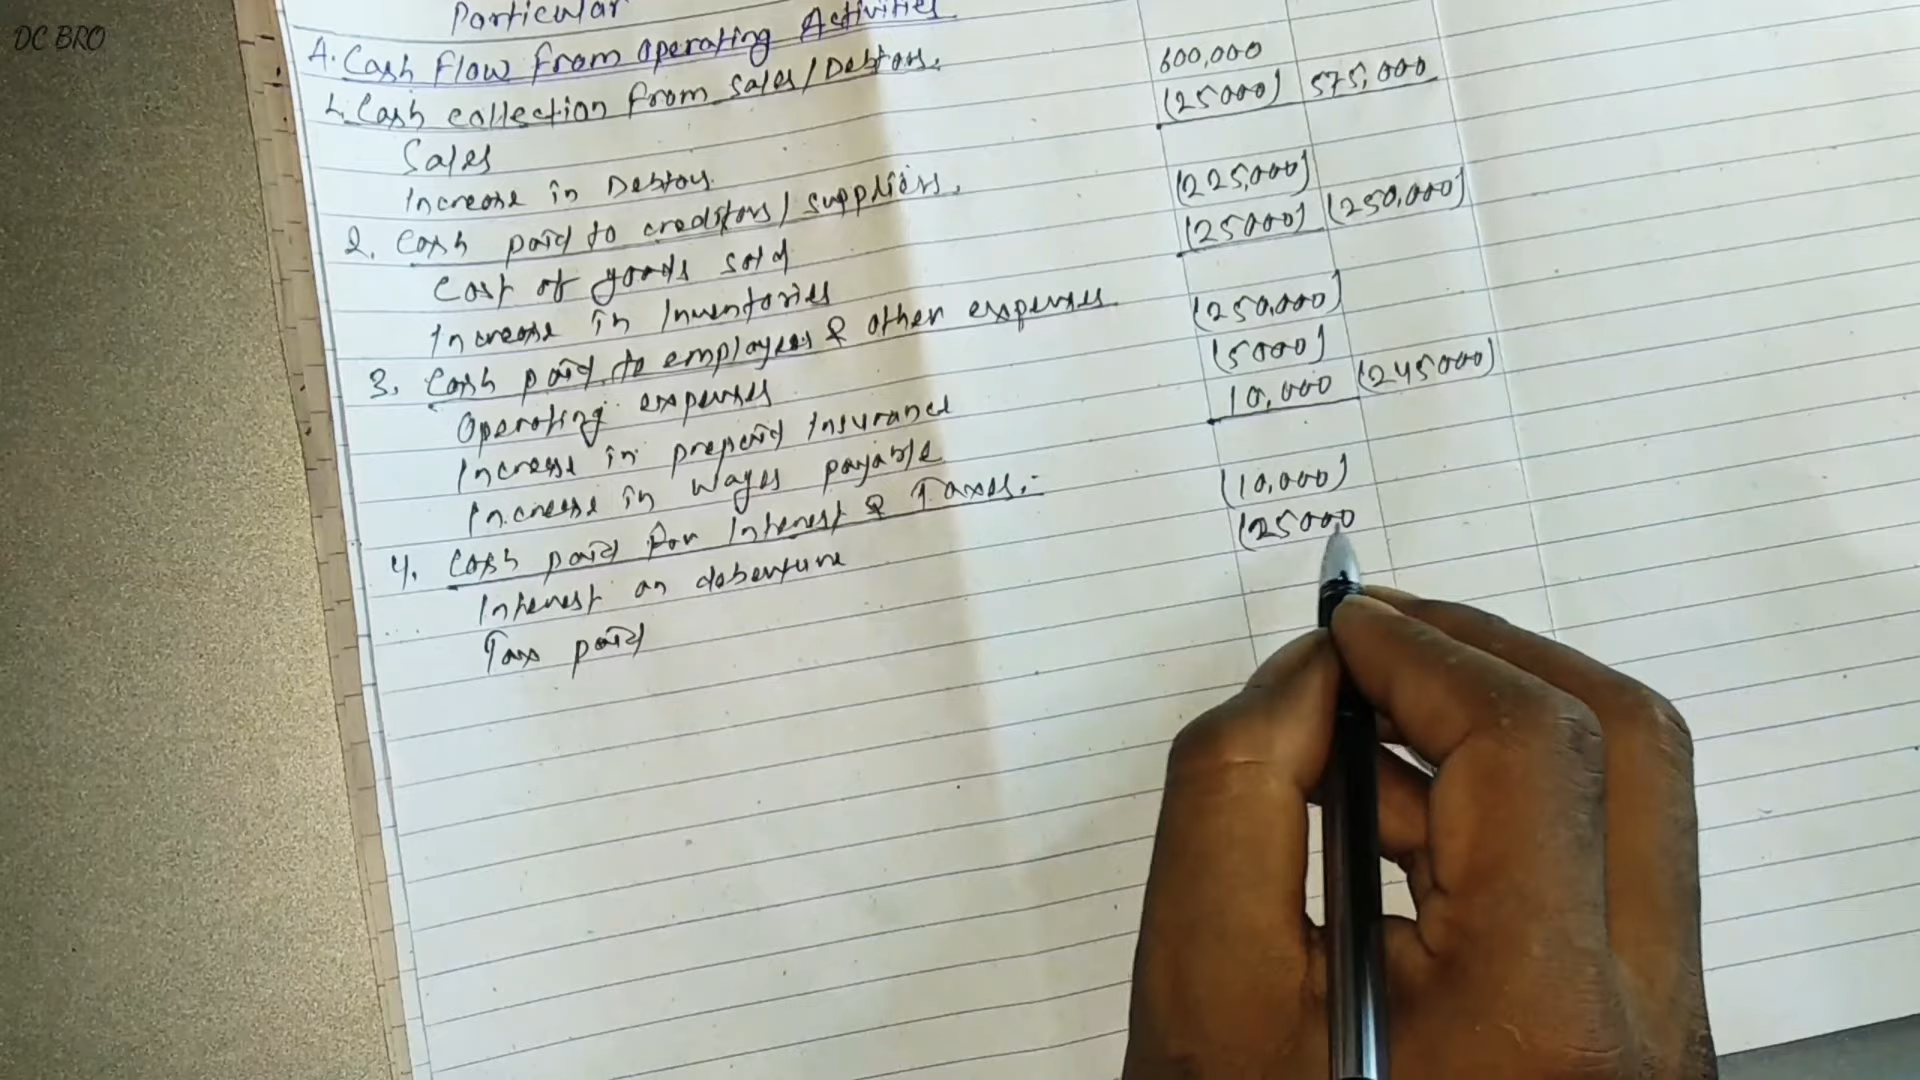 DC BRO
Particular
A. Cash Flow From Operating Activities
1. Cash collection from Sales/Debtors.
Sales 600,000
Increase in Debtors. (25000) 575,000
2. Cash paid to creditors/suppliers.
Cost of goods sold (225,000)
Increase in Inventories (25000) (250,000)
3. Cash paid to employees & other expenses
Operating expenses (250,000)
Increase in prepaid Insurance (5000)
Increase in wages payable 10,000 (245000)
4. Cash paid for Interest & Taxes:-
Interest on debenture (10,000)
Tax paid (25000